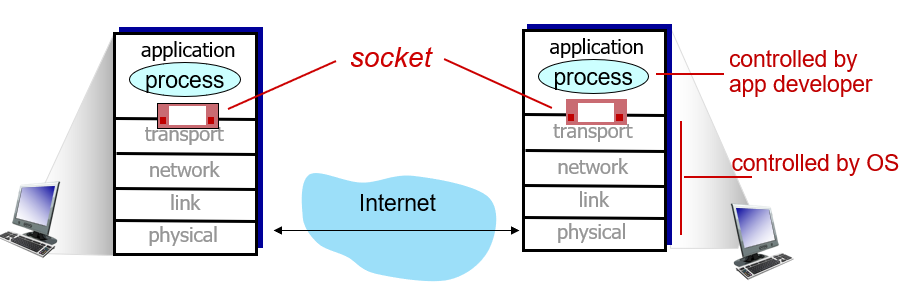 application
process
transport
network
link
physical
socket
Internet
application
process
transport
network
link
physical
controlled by
app developer
controlled by OS